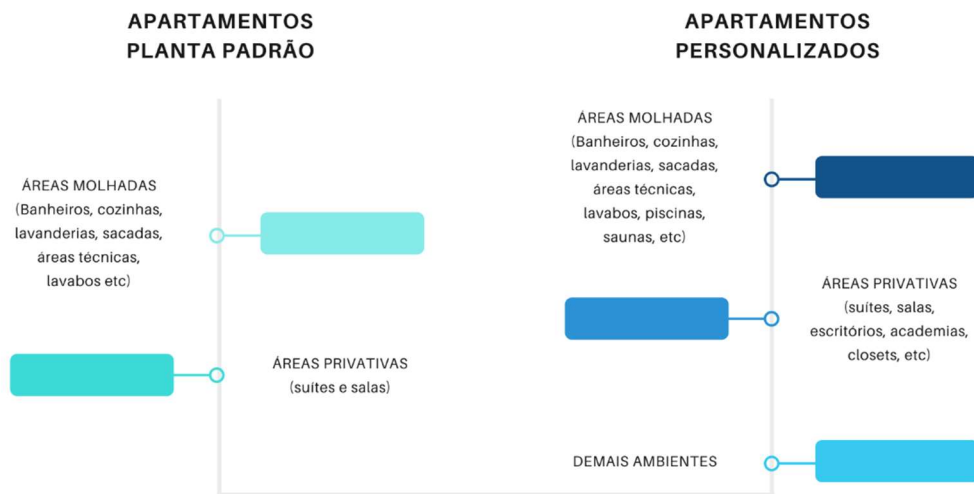 APARTAMENTOS
PLANTA PADRÃO
ÁREAS MOLHADAS
(Banheiros, cozinhas,
lavanderias, sacadas,
áreas técnicas,
lavabos etc)
ÁREAS PRIVATIVAS
(suítes e salas)
APARTAMENTOS
PERSONALIZADOS
ÁREAS MOLHADAS
(Banheiros, cozinhas,
lavanderias, sacadas,
áreas técnicas,
lavabos, piscinas,
saunas, etc)
ÁREAS PRIVATIVAS
(suítes, salas,
escritórios, academias,
closets, etc)
DEMAIS AMBIENTES